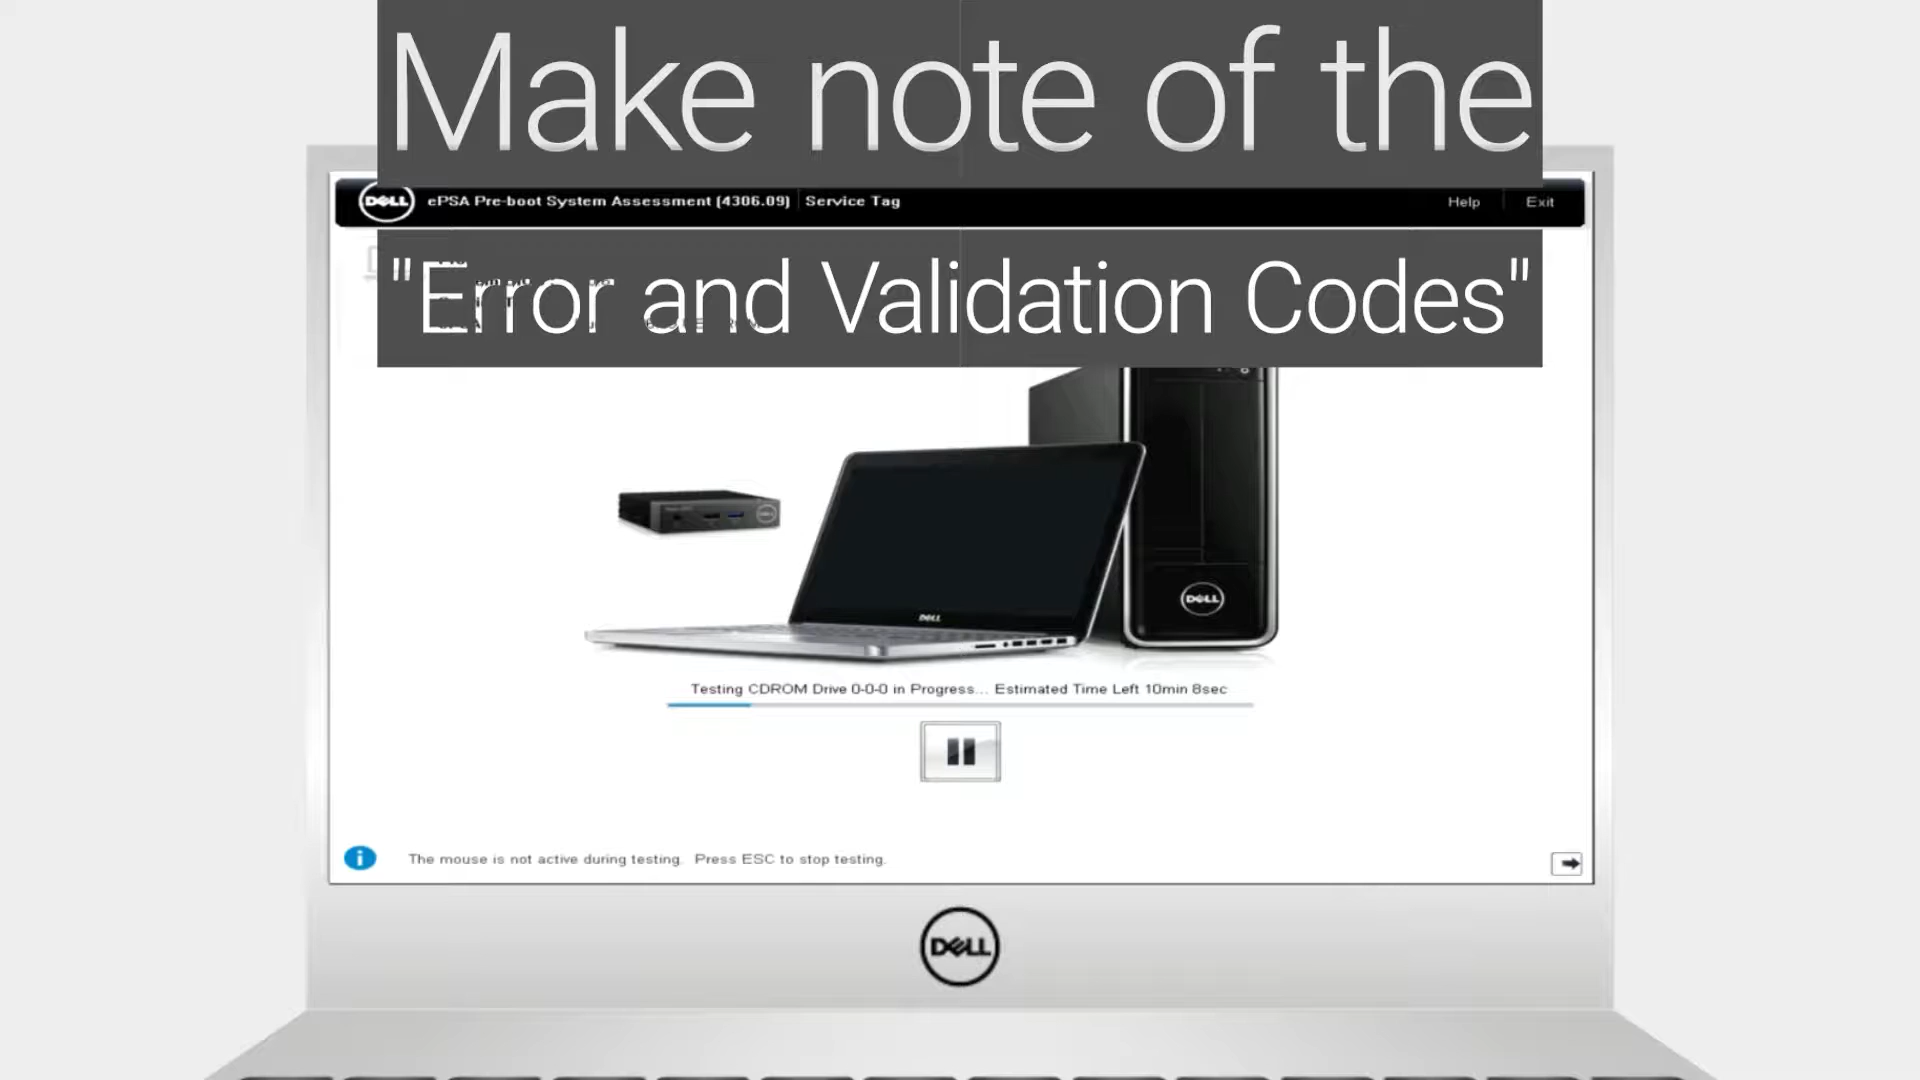 Make note of the
DELL ePSA Pre-boot System Assessment (4306.09) Service Tag Help Exit
"Error and Validation Codes"
DELL
DELL
Testing CDROM Drive 0-0-0 in Progress... Estimated Time Left 10min 8sec
The mouse is not active during testing. Press ESC to stop testing.
DELL